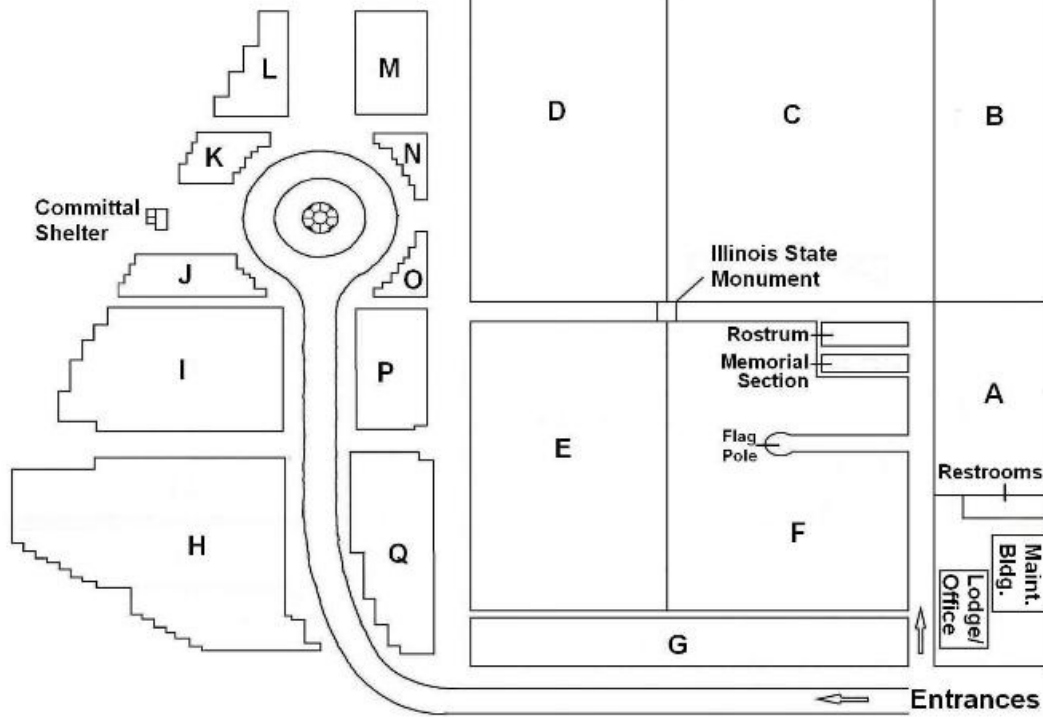 L
M
D
C
B
K
N
Committal
Shelter
J
O
Illinois State
Monument
I
P
Rostrum
Memorial
Section
A
E
Flag
Pole
Restrooms
H
Q
F
Maint.
Bldg.
Lodge/
Office
G
Entrances